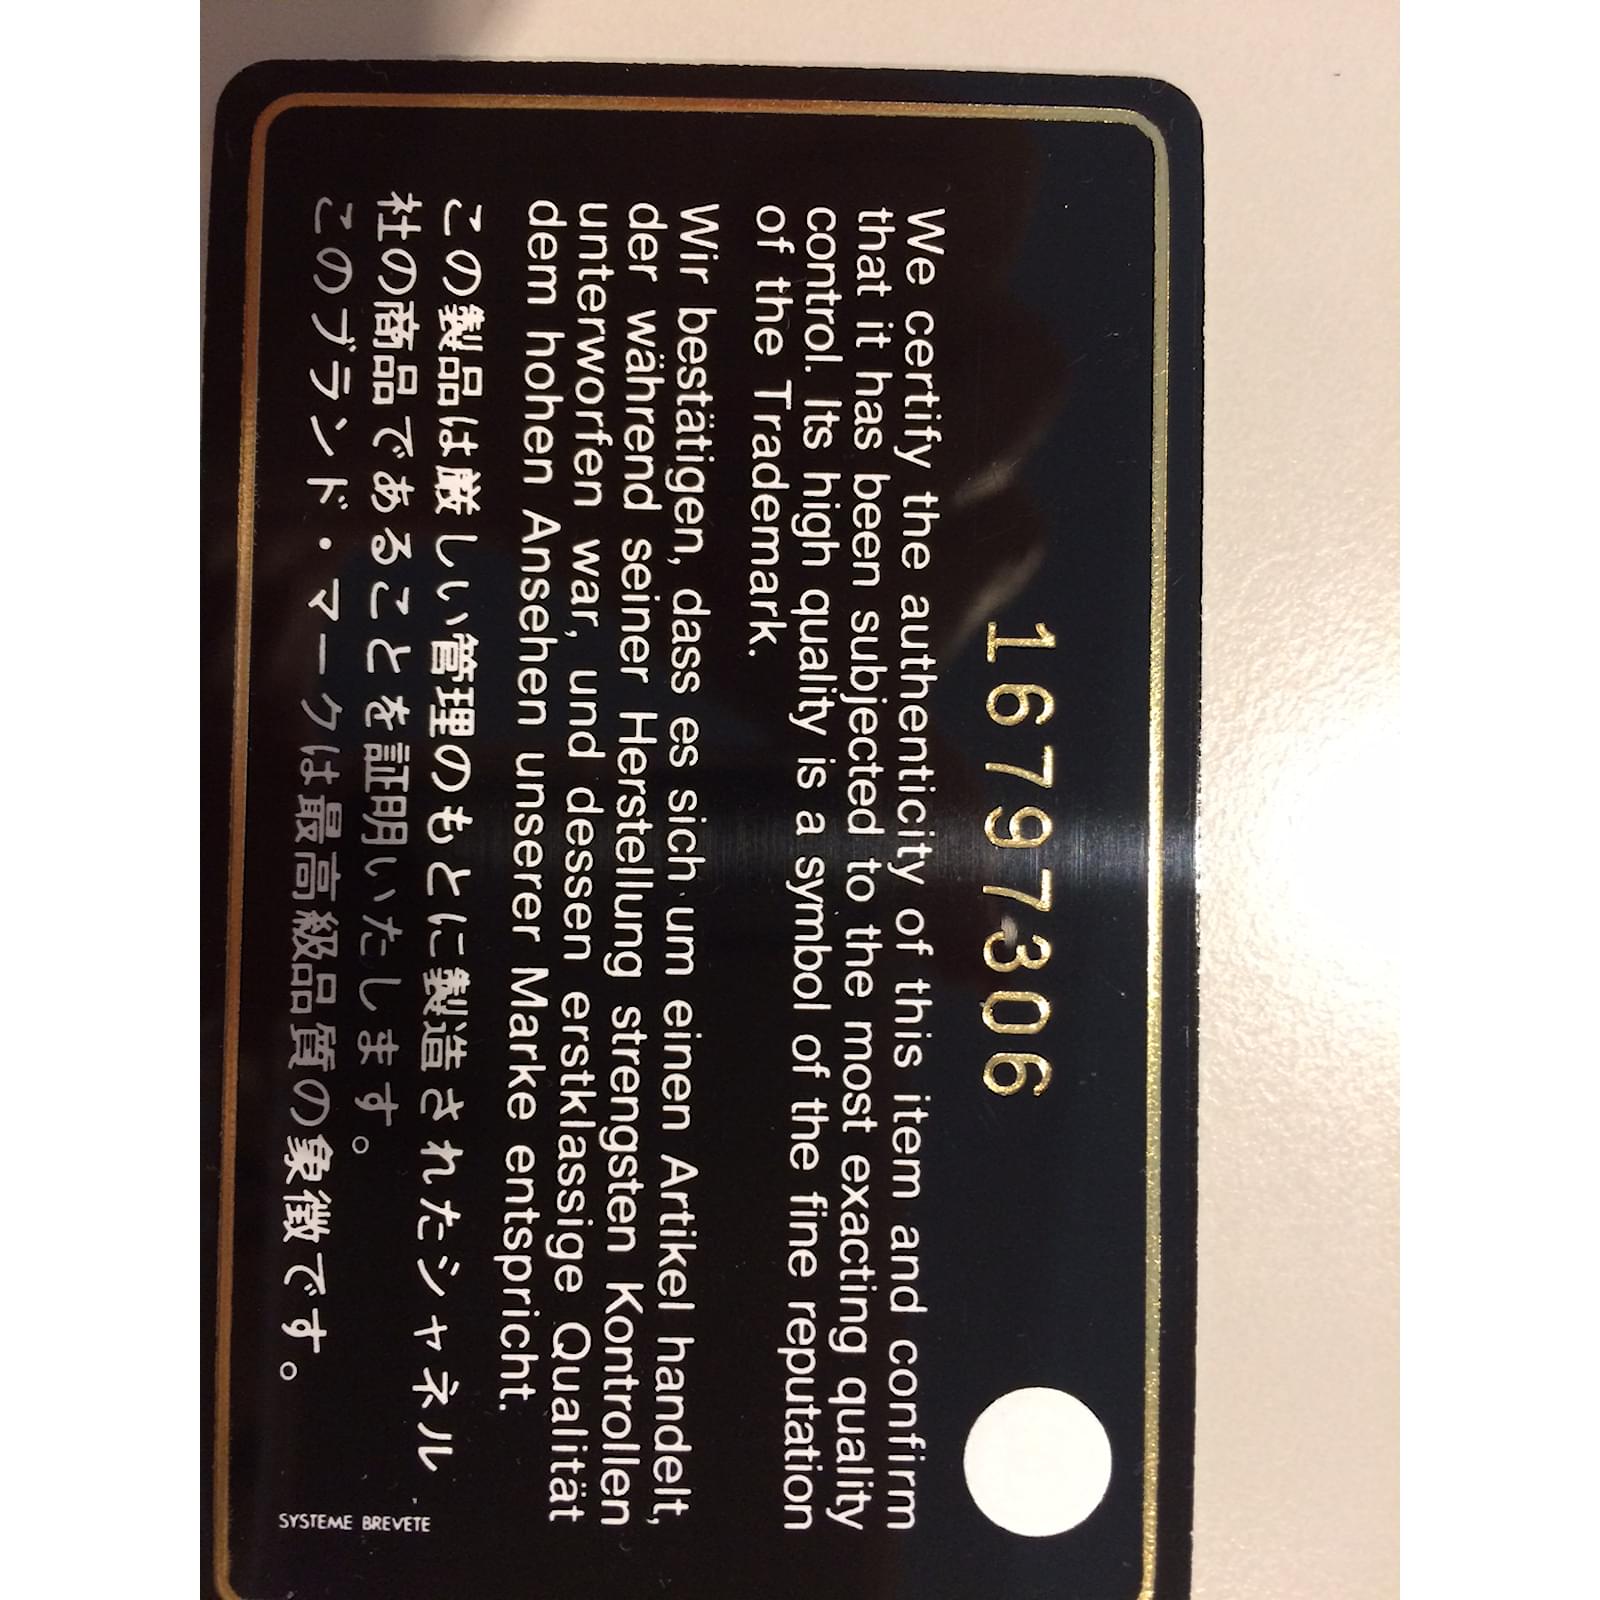 16797306
We certify the authenticity of this item and confirm
that it has been subjected to the most exacting quality
control. Its high quality is a symbol of the fine reputation
of the Trademark.
Wir bestätigen, dass es sich um einen Artikel handelt,
der während seiner Herstellung strengsten Kontrollen
unterworfen war, und dessen erstklassige Qualität
dem hohen Ansehen unserer Marke entspricht.
この製品は厳しい管理のもとに製造されたシャネル
社の商品であることを証明いたします。
このブランド・マークは最高級品質の象徴です。
SYSTEME BREVETE